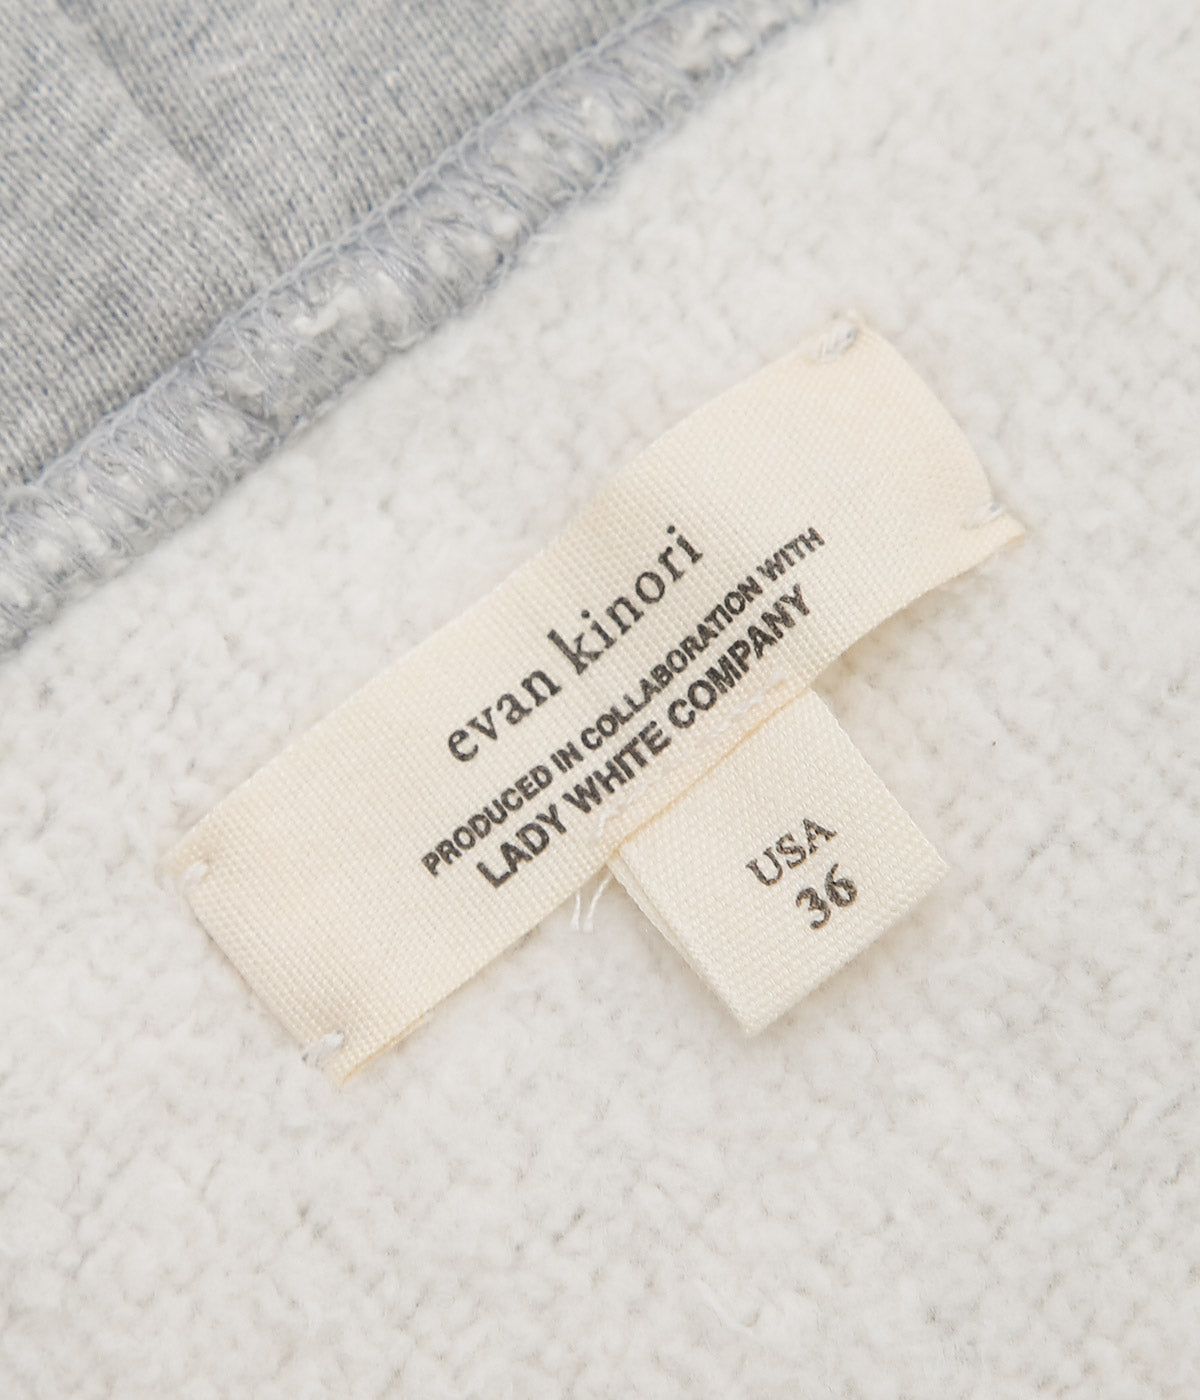 evan kinori
PRODUCED IN COLLABORATION WITH
LADY WHITE COMPANY
USA
36